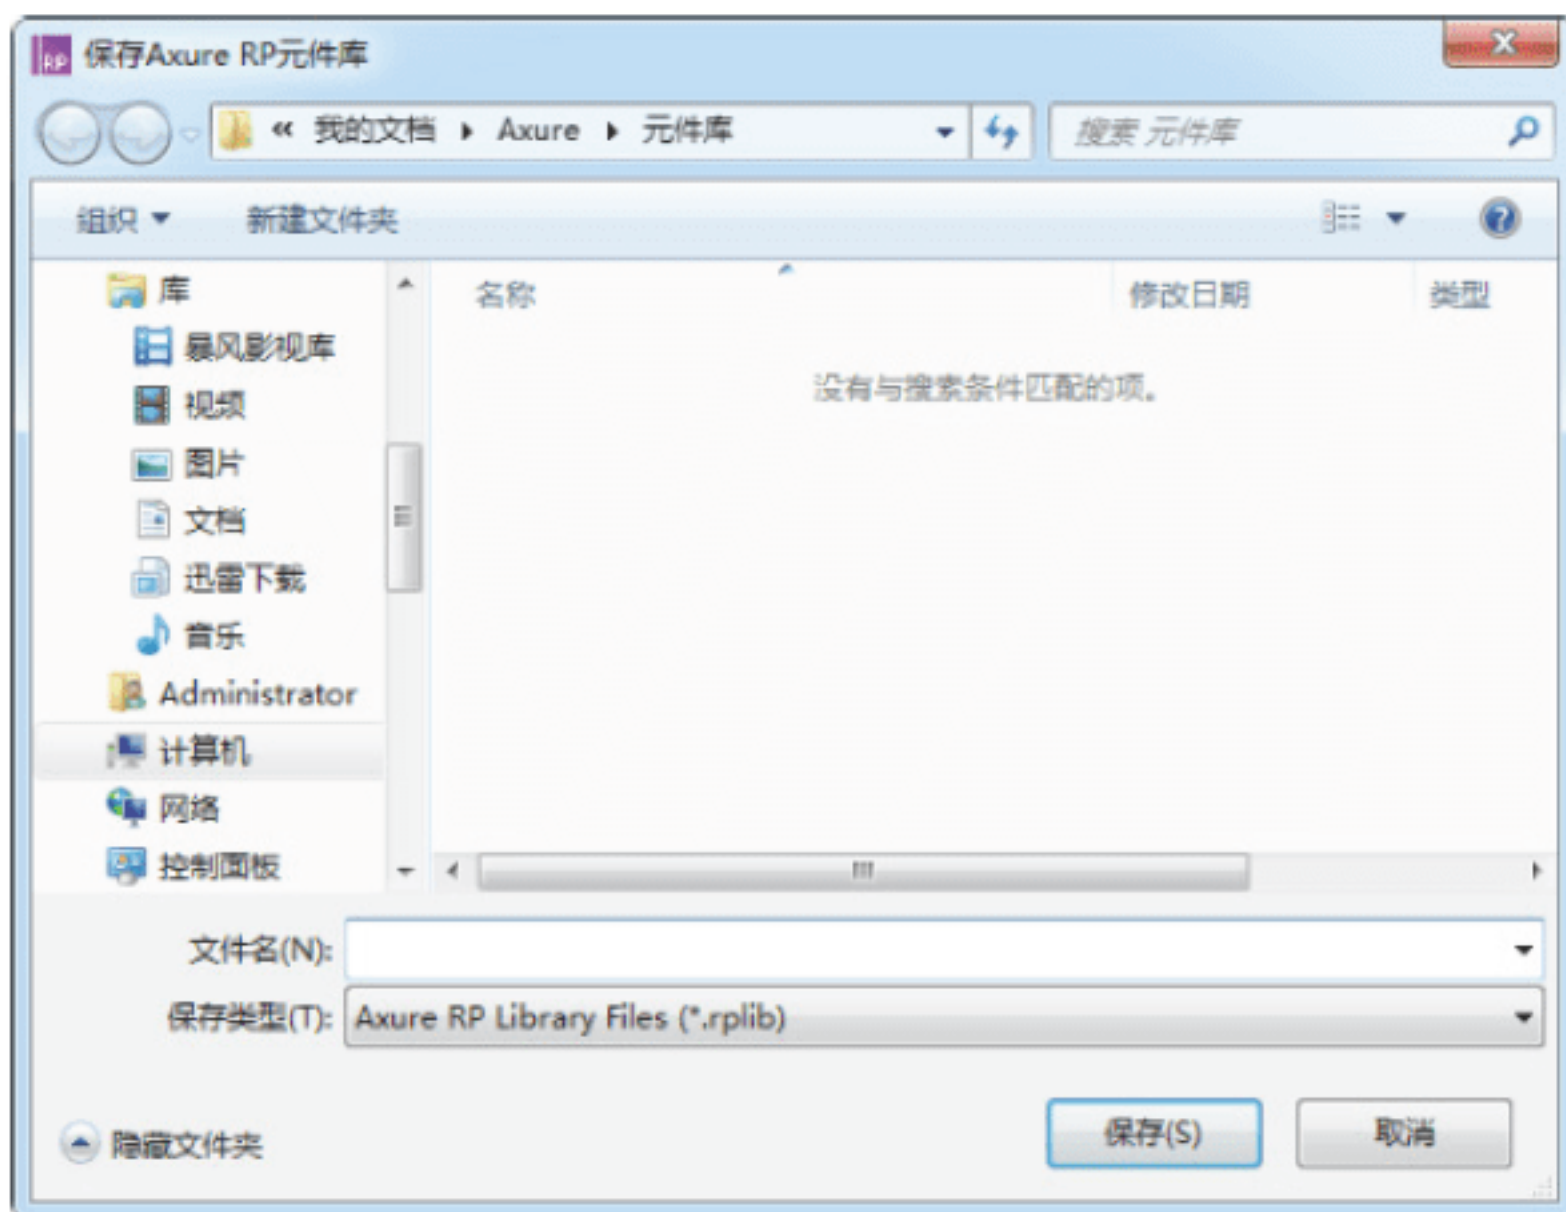 保存Axure RP元件库
« 我的文档 ▸ Axure ▸ 元件库
搜索 元件库
组织 新建文件夹
名称 修改日期 类型
没有与搜索条件匹配的项。
库
暴风影视库
视频
图片
文档
迅雷下载
音乐
Administrator
计算机
网络
控制面板
文件名(N):
保存类型(T): Axure RP Library Files (*.rplib)
隐藏文件夹
保存(S) 取消